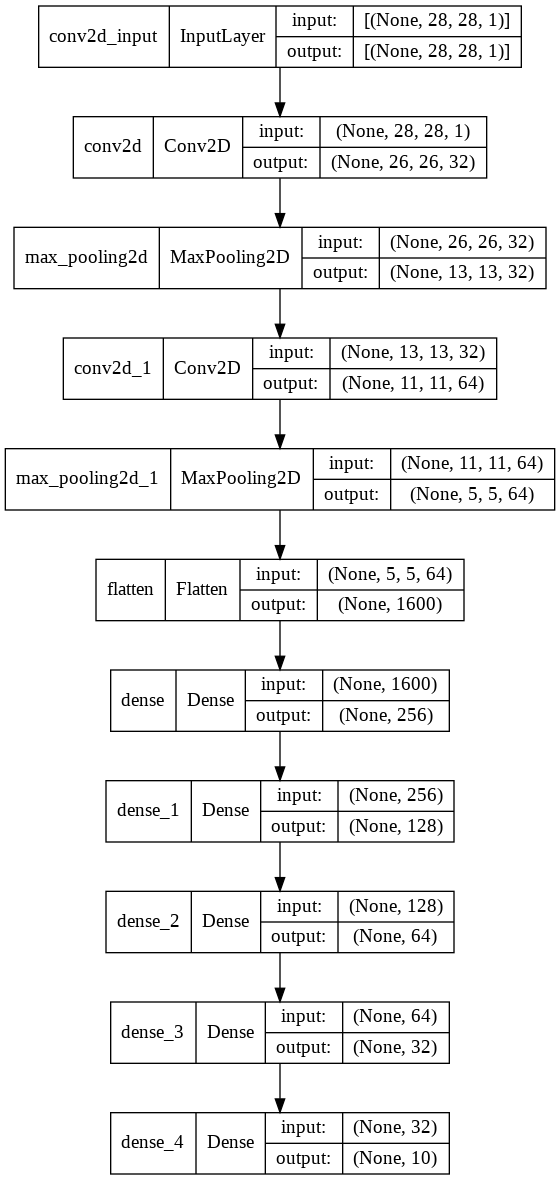 conv2d_input InputLayer input: [(None, 28, 28, 1)]
output: [(None, 28, 28, 1)]
conv2d Conv2D input: (None, 28, 28, 1)
output: (None, 26, 26, 32)
max_pooling2d MaxPooling2D input: (None, 26, 26, 32)
output: (None, 13, 13, 32)
conv2d_1 Conv2D input: (None, 13, 13, 32)
output: (None, 11, 11, 64)
max_pooling2d_1 MaxPooling2D input: (None, 11, 11, 64)
output: (None, 5, 5, 64)
flatten Flatten input: (None, 5, 5, 64)
output: (None, 1600)
dense Dense input: (None, 1600)
output: (None, 256)
dense_1 Dense input: (None, 256)
output: (None, 128)
dense_2 Dense input: (None, 128)
output: (None, 64)
dense_3 Dense input: (None, 64)
output: (None, 32)
dense_4 Dense input: (None, 32)
output: (None, 10)